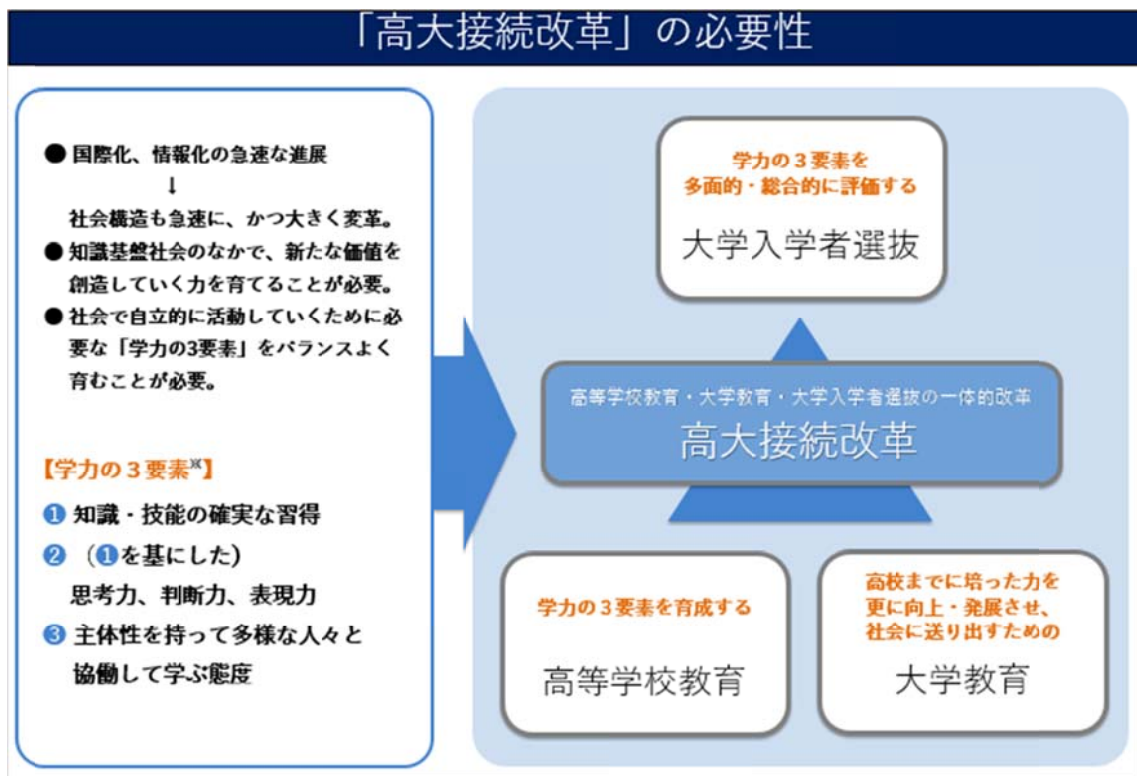 「高大接続改革」の必要性
● 国際化、情報化の急速な進展
↓
社会構造も急速に、かつ大きく変革。
● 知識基盤社会のなかで、新たな価値を
創造していく力を育てることが必要。
● 社会で自立的に活動していくために必
要な「学力の3要素」をバランスよく
育むことが必要。
【学力の３要素※】
❶ 知識・技能の確実な習得
❷ （❶を基にした)
思考力、判断力、表現力
❸ 主体性を持って多様な人々と
協働して学ぶ態度
学力の３要素を
多面的・総合的に評価する
大学入学者選抜
高等学校教育・大学教育・大学入学者選抜の一体的改革
高大接続改革
学力の３要素を育成する
高等学校教育
高校までに培った力を
更に向上・発展させ、
社会に送り出すための
大学教育